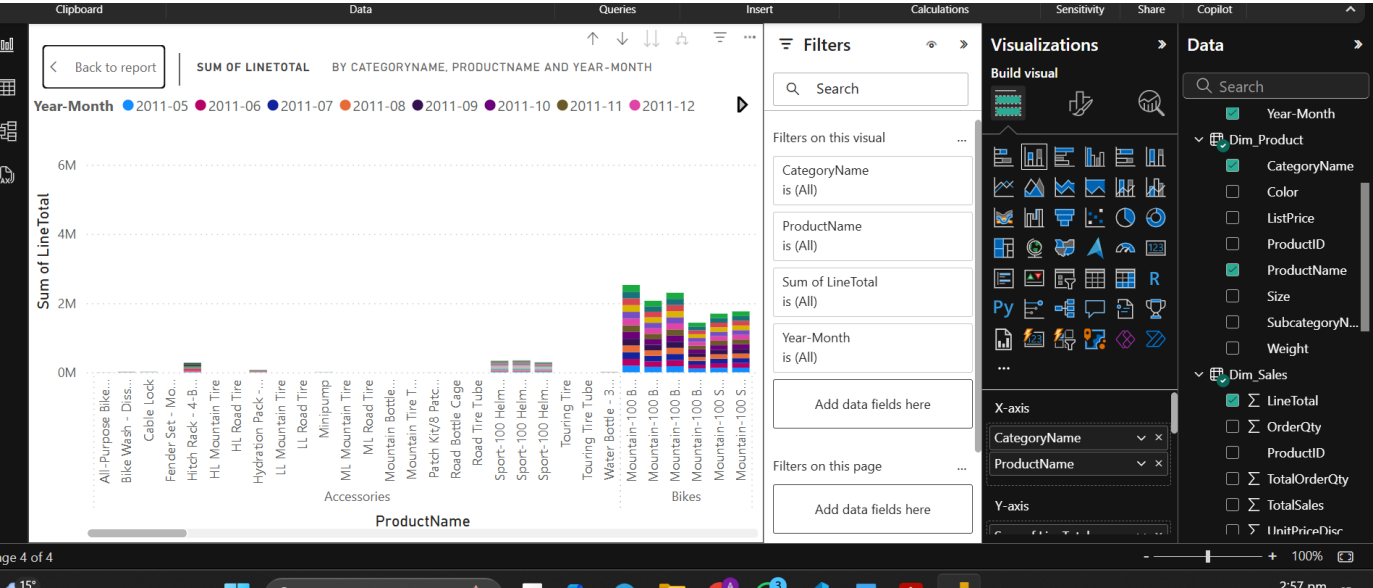 Clipboard Data Queries Insert Calculations Sensitivity Share Copilot
Back to report
SUM OF LINETOTAL BY CATEGORYNAME, PRODUCTNAME AND YEAR-MONTH
Year-Month 2011-05 2011-06 2011-07 2011-08 2011-09 2011-10 2011-11 2011-12
Sum of LineTotal
6M
4M
2M
0M
All-Purpose Bike...
Bike Wash - Diss...
Cable Lock
Fender Set - Mo...
Hitch Rack - 4-B...
HL Mountain Tire
HL Road Tire
Hydration Pack -...
LL Mountain Tire
LL Road Tire
Minipump
ML Mountain Tire
ML Road Tire
Mountain Bottle...
Mountain Tire T...
Patch Kit/8 Patc...
Road Bottle Cage
Road Tire Tube
Sport-100 Helm...
Sport-100 Helm...
Sport-100 Helm...
Touring Tire
Touring Tire Tube
Water Bottle - 3...
Mountain-100 B...
Mountain-100 B...
Mountain-100 B...
Mountain-100 S...
Mountain-100 S...
Accessories Bikes
ProductName
Filters
Search
Filters on this visual
...
CategoryName
is (All)
ProductName
is (All)
Sum of LineTotal
is (All)
Year-Month
is (All)
Add data fields here
Filters on this page
...
Add data fields here
Visualizations
Build visual
123
R
Py
123
...
X-axis
CategoryName
ProductName
Y-axis
Data
Search
Year-Month
Dim_Product
CategoryName
Color
ListPrice
ProductID
ProductName
Size
SubcategoryN...
Weight
Dim_Sales
Σ LineTotal
Σ OrderQty
ProductID
Σ TotalOrderQty
Σ TotalSales
Σ UnitPriceDisc
4 of 4
- + 100%
15°
A
3
2:57 pm